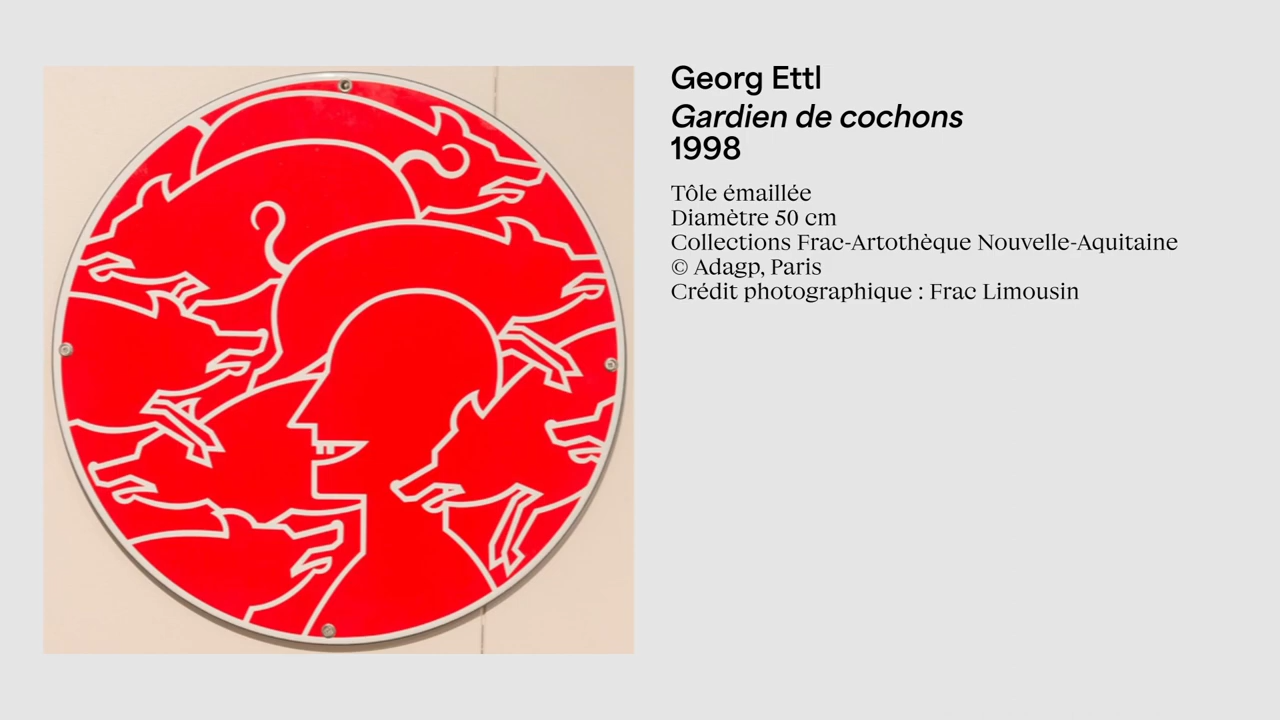 Georg Ettl
Gardien de cochons
1998
Tôle émaillée
Diamètre 50 cm
Collections Frac-Artothèque Nouvelle-Aquitaine
© Adagp, Paris
Crédit photographique : Frac Limousin